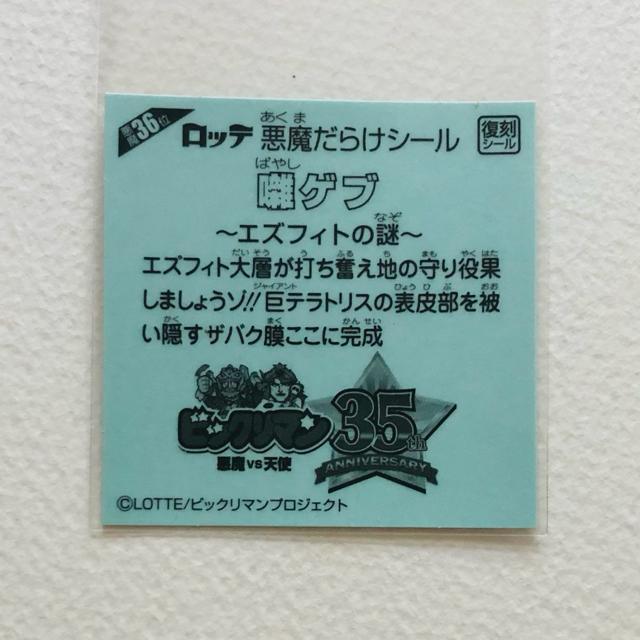 悪魔36位
ロッテ 悪魔だらけシール
あくま
復刻
シール
ばやし
囃ゲブ
～エズフィトの謎～
なぞ
エズフィト大層が打ち奮え地の守り役果
だいそう う ふる ち まも やく はた
しましょうゾ!!巨テラトリスの表皮部を被
ジャイアント ひょう ひ ぶ おお
い隠すザバク膜ここに完成
かく まく かんせい
ビックリマン
悪魔VS天使
35th
ANNIVERSARY
©LOTTE/ビックリマンプロジェクト